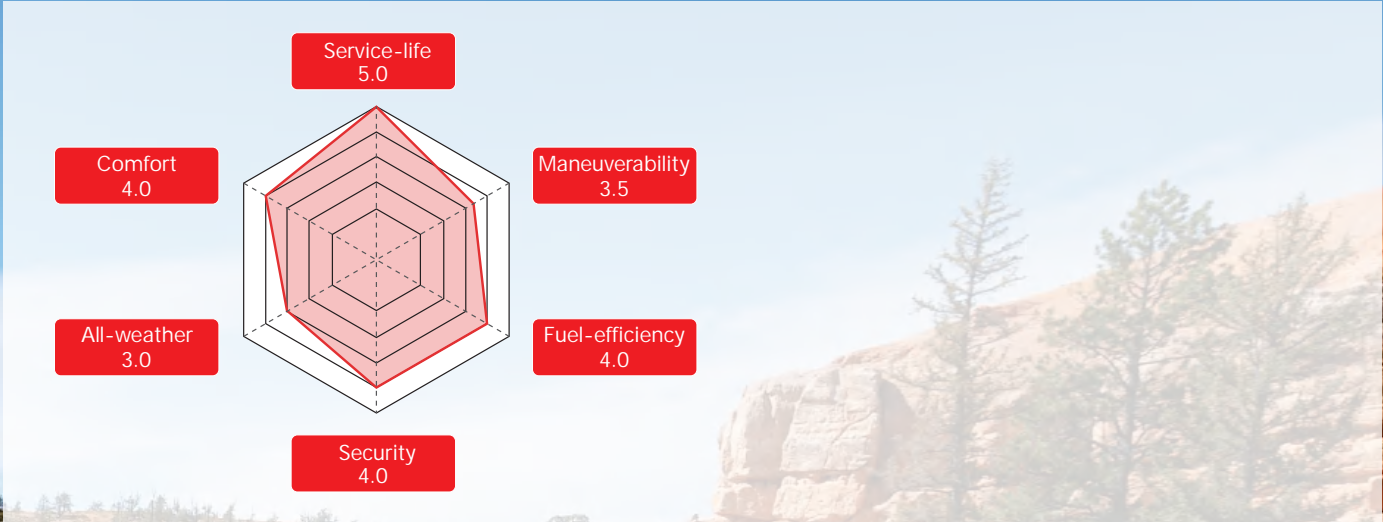 Service-life
5.0
Comfort
4.0
Maneuverability
3.5
All-weather
3.0
Fuel-efficiency
4.0
Security
4.0